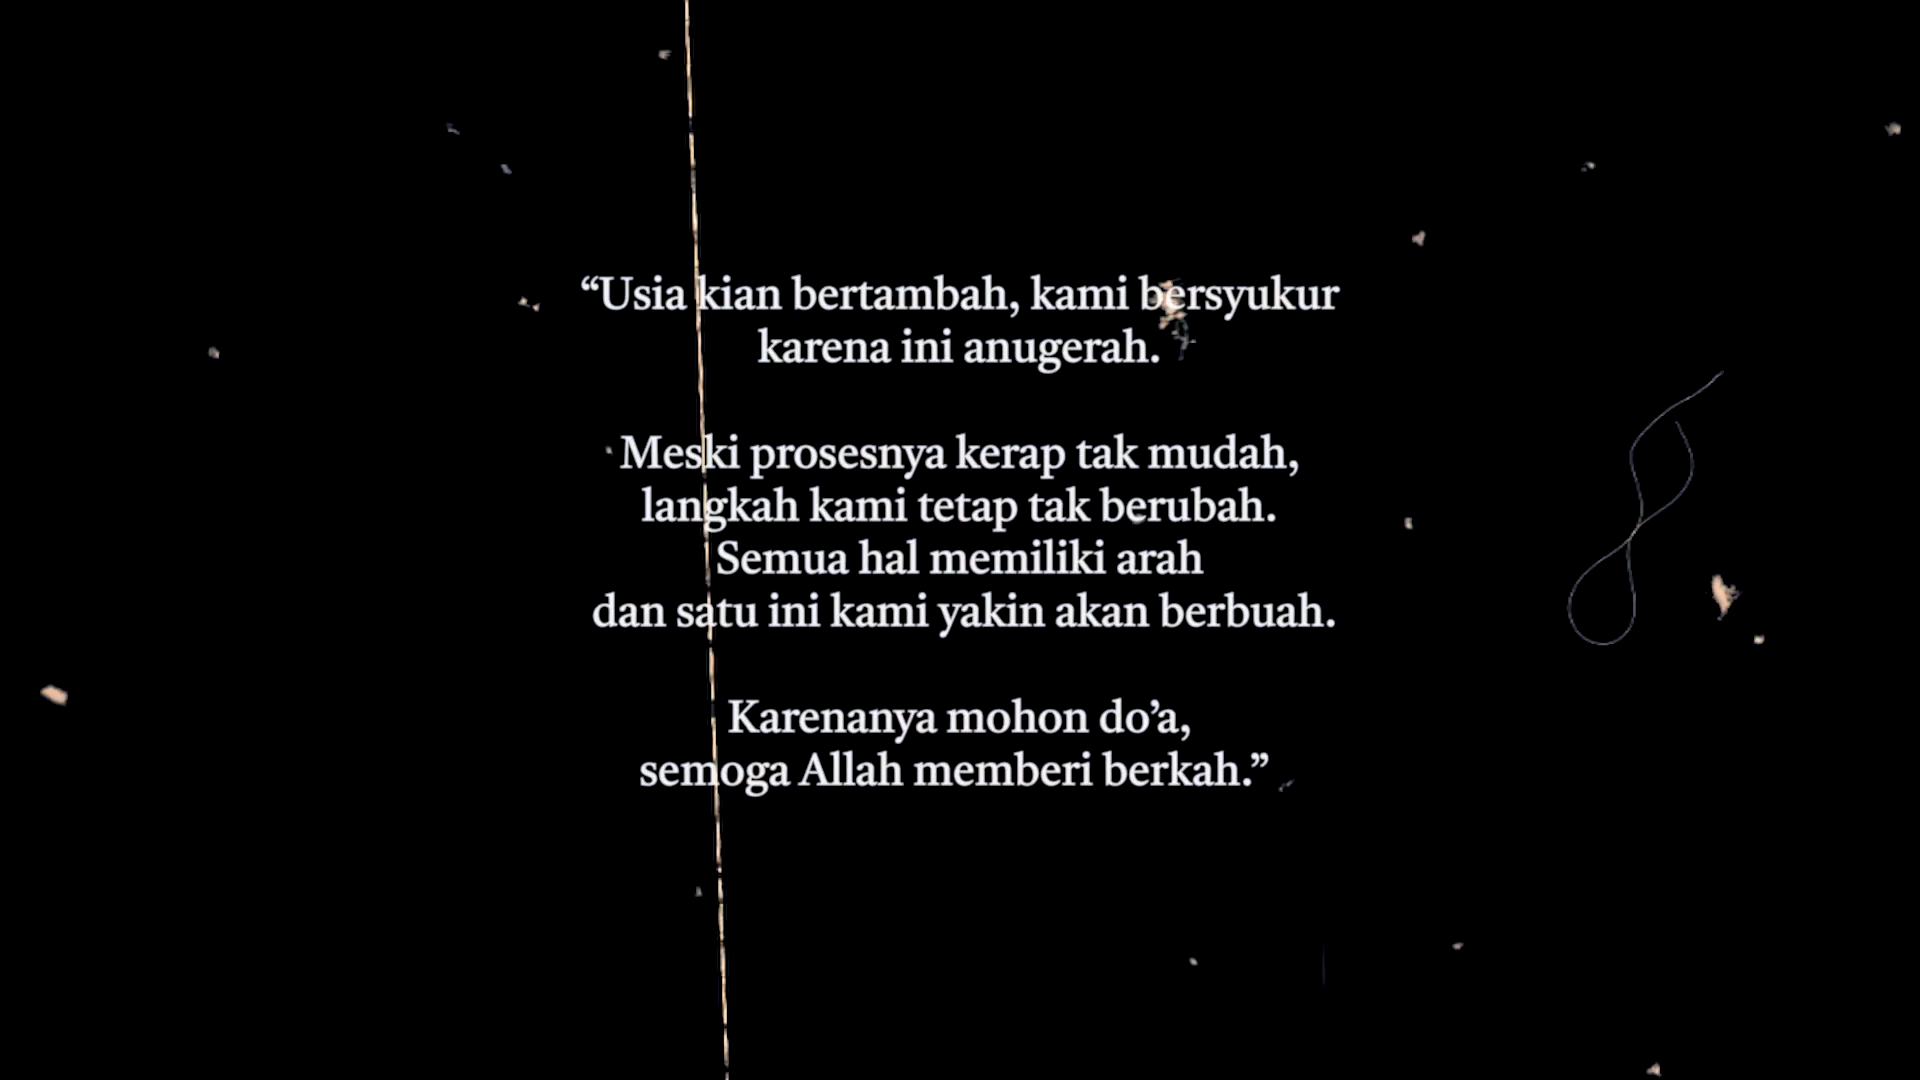 “Usia kian bertambah, kami bersyukur
karena ini anugerah.
Meski prosesnya kerap tak mudah,
langkah kami tetap tak berubah.
Semua hal memiliki arah
dan satu ini kami yakin akan berbuah.
Karenanya mohon do’a,
semoga Allah memberi berkah.”